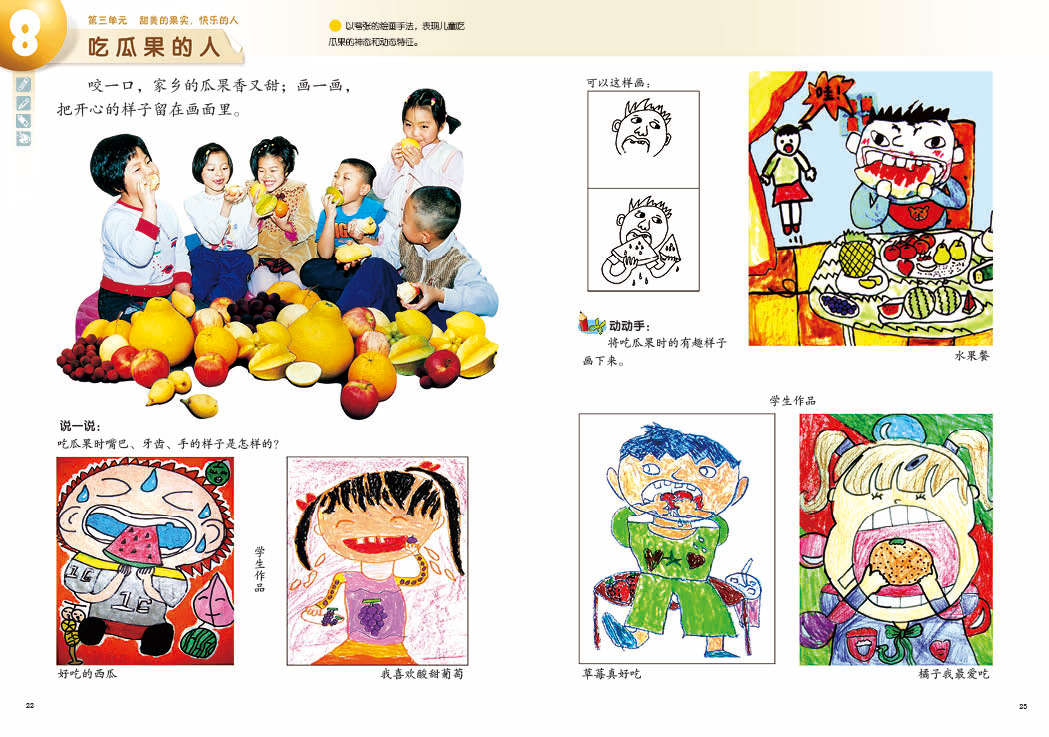 8
第三单元 甜美的果实，快乐的人
吃瓜果的人
以夸张的绘画手法，表现儿童吃
瓜果的神态和动态特征。
咬一口，家乡的瓜果香又甜；画一画，
把开心的样子留在画面里。
说一说：
吃瓜果时嘴巴、牙齿、手的样子是怎样的？
16
16
学生作品
好吃的西瓜
我喜欢酸甜葡萄
22
可以这样画：
哇！
动动手：
将吃瓜果时的有趣样子
画下来。
水果餐
学生作品
草莓真好吃
橘子我最爱吃
23